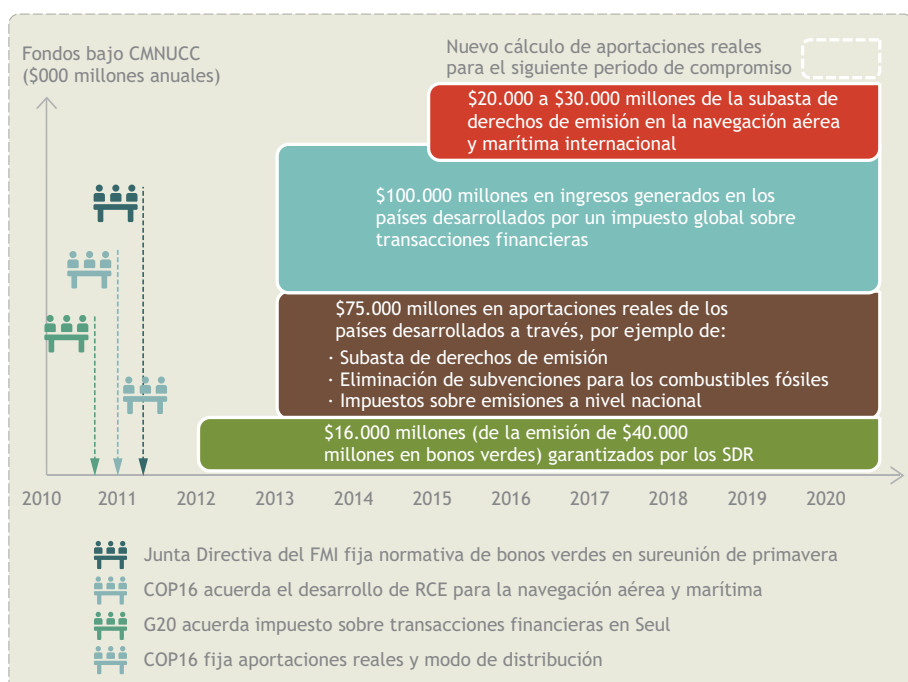 Fondos bajo CMNUCC
($000 millones anuales)
Nuevo cálculo de aportaciones reales
para el siguiente periodo de compromiso
$20.000 a $30.000 millones de la subasta de
derechos de emisión en la navegación aérea
y marítima internacional
$100.000 millones en ingresos generados en los
países desarrollados por un impuesto global sobre
transacciones financieras
$75.000 millones en aportaciones reales de los
países desarrollados a través, por ejemplo de:
· Subasta de derechos de emisión
· Eliminación de subvenciones para los combustibles fósiles
· Impuestos sobre emisiones a nivel nacional
$16.000 millones (de la emisión de $40.000
millones en bonos verdes) garantizados por los SDR
2010 2011 2012 2013 2014 2015 2016 2017 2018 2019 2020
Junta Directiva del FMI fija normativa de bonos verdes en sureunión de primavera
COP16 acuerda el desarrollo de RCE para la navegación aérea y marítima
G20 acuerda impuesto sobre transacciones financieras en Seul
COP16 fija aportaciones reales y modo de distribución